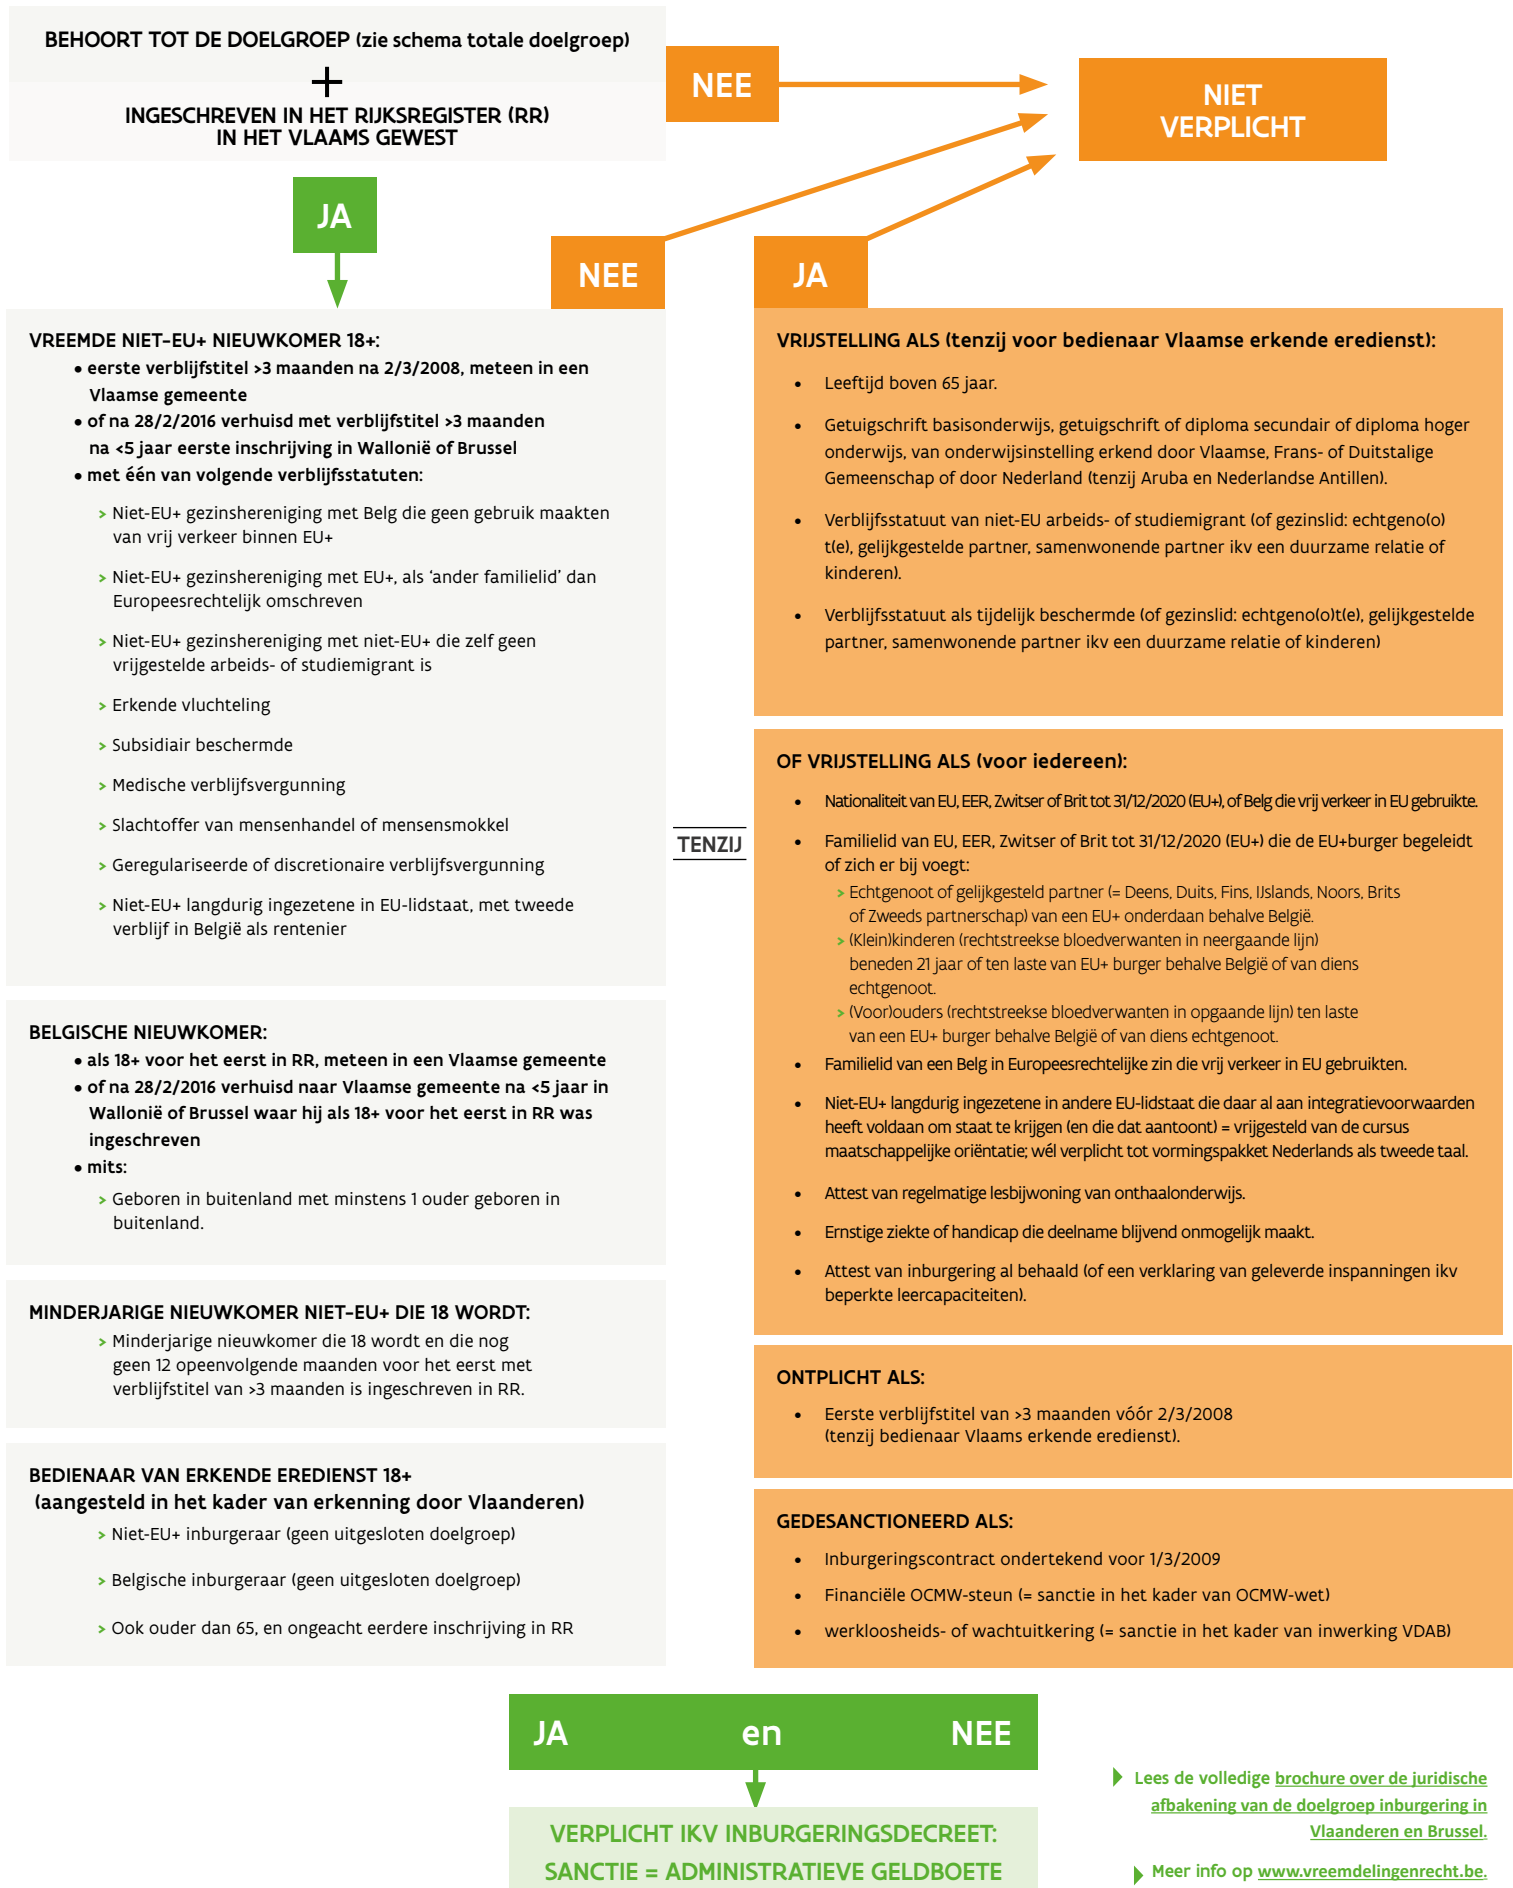 BEHOORT TOT DE DOELGROEP (zie schema totale doelgroep)
+
INGESCHREVEN IN HET RIJKSREGISTER (RR)
IN HET VLAAMS GEWEST
NEE
NIET
VERPLICHT
JA
NEE
JA
VREEMDE NIET-EU+ NIEUWKOMER 18+:
• eerste verblijfstitel >3 maanden na 2/3/2008, meteen in een
Vlaamse gemeente
• of na 28/2/2016 verhuisd met verblijfstitel >3 maanden
na <5 jaar eerste inschrijving in Wallonië of Brussel
• met één van volgende verblijfsstatuten:
> Niet-EU+ gezinshereniging met Belg die geen gebruik maakten
van vrij verkeer binnen EU+
> Niet-EU+ gezinshereniging met EU+, als ‘ander familielid’ dan
Europeesrechtelijk omschreven
> Niet-EU+ gezinshereniging met niet-EU+ die zelf geen
vrijgestelde arbeids- of studiemigrant is
> Erkende vluchteling
> Subsidiair beschermde
> Medische verblijfsvergunning
> Slachtoffer van mensenhandel of mensensmokkel
> Geregulariseerde of discretionaire verblijfsvergunning
> Niet-EU+ langdurig ingezetene in EU-lidstaat, met tweede
verblijf in België als rentenier
BELGISCHE NIEUWKOMER:
• als 18+ voor het eerst in RR, meteen in een Vlaamse gemeente
• of na 28/2/2016 verhuisd naar Vlaamse gemeente na <5 jaar in
Wallonië of Brussel waar hij als 18+ voor het eerst in RR was
ingeschreven
• mits:
> Geboren in buitenland met minstens 1 ouder geboren in
buitenland.
MINDERJARIGE NIEUWKOMER NIET-EU+ DIE 18 WORDT:
> Minderjarige nieuwkomer die 18 wordt en die nog
geen 12 opeenvolgende maanden voor het eerst met
verblijfstitel van >3 maanden is ingeschreven in RR.
BEDIENAAR VAN ERKENDE EREDIENST 18+
(aangesteld in het kader van erkenning door Vlaanderen)
> Niet-EU+ inburgeraar (geen uitgesloten doelgroep)
> Belgische inburgeraar (geen uitgesloten doelgroep)
> Ook ouder dan 65, en ongeacht eerdere inschrijving in RR
TENZIJ
VRIJSTELLING ALS (tenzij voor bedienaar Vlaamse erkende eredienst):
• Leeftijd boven 65 jaar.
• Getuigschrift basisonderwijs, getuigschrift of diploma secundair of diploma hoger
onderwijs, van onderwijsinstelling erkend door Vlaamse, Frans- of Duitstalige
Gemeenschap of door Nederland (tenzij Aruba en Nederlandse Antillen).
• Verblijfsstatuut van niet-EU arbeids- of studiemigrant (of gezinslid: echtgeno(o)
t(e), gelijkgestelde partner, samenwonende partner ikv een duurzame relatie of
kinderen).
• Verblijfsstatuut als tijdelijk beschermde (of gezinslid: echtgeno(o)t(e), gelijkgestelde
partner, samenwonende partner ikv een duurzame relatie of kinderen)
OF VRIJSTELLING ALS (voor iedereen):
• Nationaliteit van EU, EER, Zwitser of Brit tot 31/12/2020 (EU+), of Belg die vrij verkeer in EU gebruikte.
• Familielid van EU, EER, Zwitser of Brit tot 31/12/2020 (EU+) die de EU+burger begeleidt
of zich er bij voegt:
> Echtgenoot of gelijkgesteld partner (= Deens, Duits, Fins, IJslands, Noors, Brits
of Zweeds partnerschap) van een EU+ onderdaan behalve België.
> (Klein)kinderen (rechtstreekse bloedverwanten in neergaande lijn)
beneden 21 jaar of ten laste van EU+ burger behalve België of van diens
echtgenoot.
> (Voor)ouders (rechtstreekse bloedverwanten in opgaande lijn) ten laste
van een EU+ burger behalve België of van diens echtgenoot.
• Familielid van een Belg in Europeesrechtelijke zin die vrij verkeer in EU gebruikten.
• Niet-EU+ langdurig ingezetene in andere EU-lidstaat die daar al aan integratievoorwaarden
heeft voldaan om staat te krijgen (en die dat aantoont) = vrijgesteld van de cursus
maatschappelijke oriëntatie; wél verplicht tot vormingspakket Nederlands als tweede taal.
• Attest van regelmatige lesbijwoning van onthaalonderwijs.
• Ernstige ziekte of handicap die deelname blijvend onmogelijk maakt.
• Attest van inburgering al behaald (of een verklaring van geleverde inspanningen ikv
beperkte leercapaciteiten).
ONTPLICHT ALS:
• Eerste verblijfstitel van >3 maanden vóór 2/3/2008
(tenzij bedienaar Vlaams erkende eredienst).
GEDESANCTIONEERD ALS:
• Inburgeringscontract ondertekend voor 1/3/2009
• Financiële OCMW-steun (= sanctie in het kader van OCMW-wet)
• werkloosheids- of wachtuitkering (= sanctie in het kader van inwerking VDAB)
JA en NEE
VERPLICHT IKV INBURGERINGSDECREET:
SANCTIE = ADMINISTRATIEVE GELDBOETE
Lees de volledige brochure over de juridische
afbakening van de doelgroep inburgering in
Vlaanderen en Brussel.
Meer info op www.vreemdelingenrecht.be.